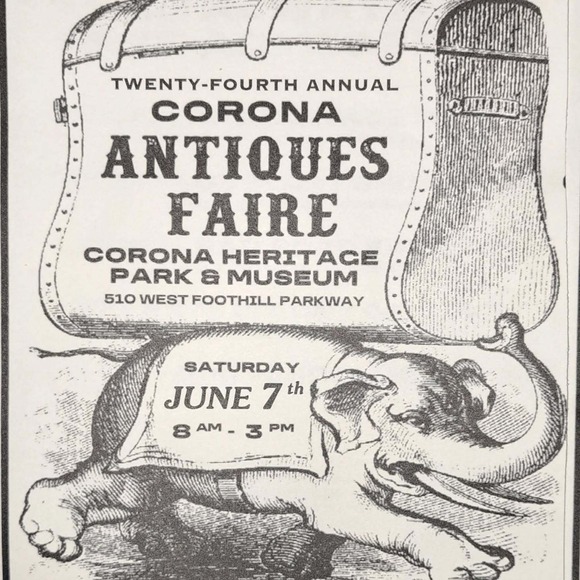 TWENTY-FOURTH ANNUAL
CORONA
ANTIQUES
FAIRE
CORONA HERITAGE
PARK & MUSEUM
510 WEST FOOTHILL PARKWAY
SATURDAY
JUNE 7th
8 AM - 3 PM